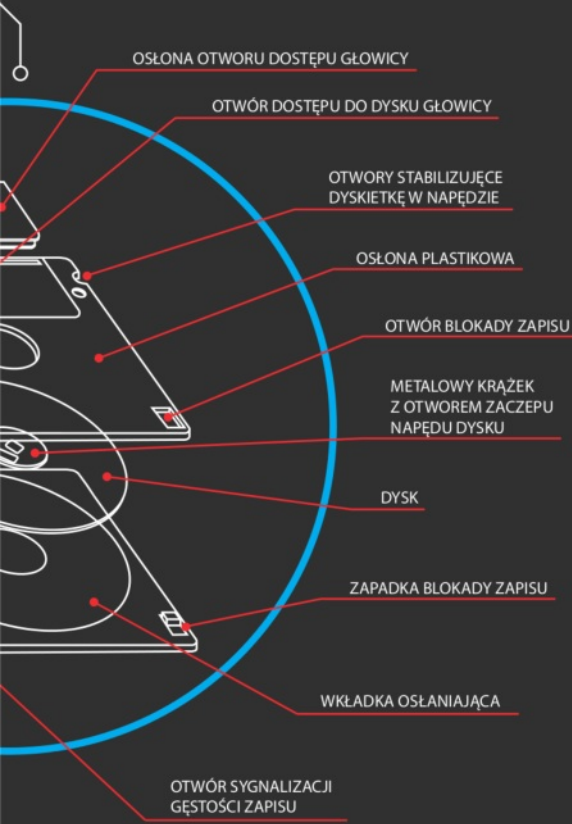 OSŁONA OTWORU DOSTĘPU GŁOWICY
OTWÓR DOSTĘPU DO DYSKU GŁOWICY
OTWORY STABILIZUJĘCE
DYSKIETKĘ W NAPĘDZIE
OSŁONA PLASTIKOWA
OTWÓR BLOKADY ZAPISU
METALOWY KRĄŻEK
Z OTWOREM ZACZEPU
NAPĘDU DYSKU
DYSK
ZAPADKA BLOKADY ZAPISU
WKŁADKA OSŁANIAJĄCA
OTWÓR SYGNALIZACJI
GĘSTOŚCI ZAPISU